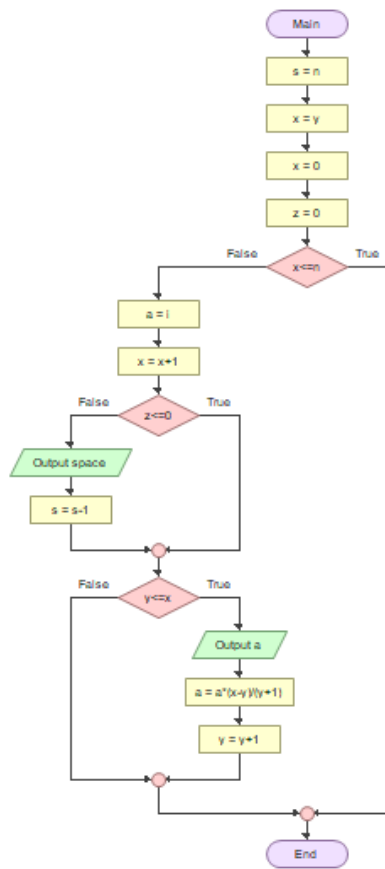 Main
s = n
x = y
x = 0
z = 0
False
x<=n
True
a = i
x = x+1
False
z<=0
True
Output space
s = s-1
False
y<=x
True
Output a
a = a*(x-y)/(y+1)
y = y+1
End